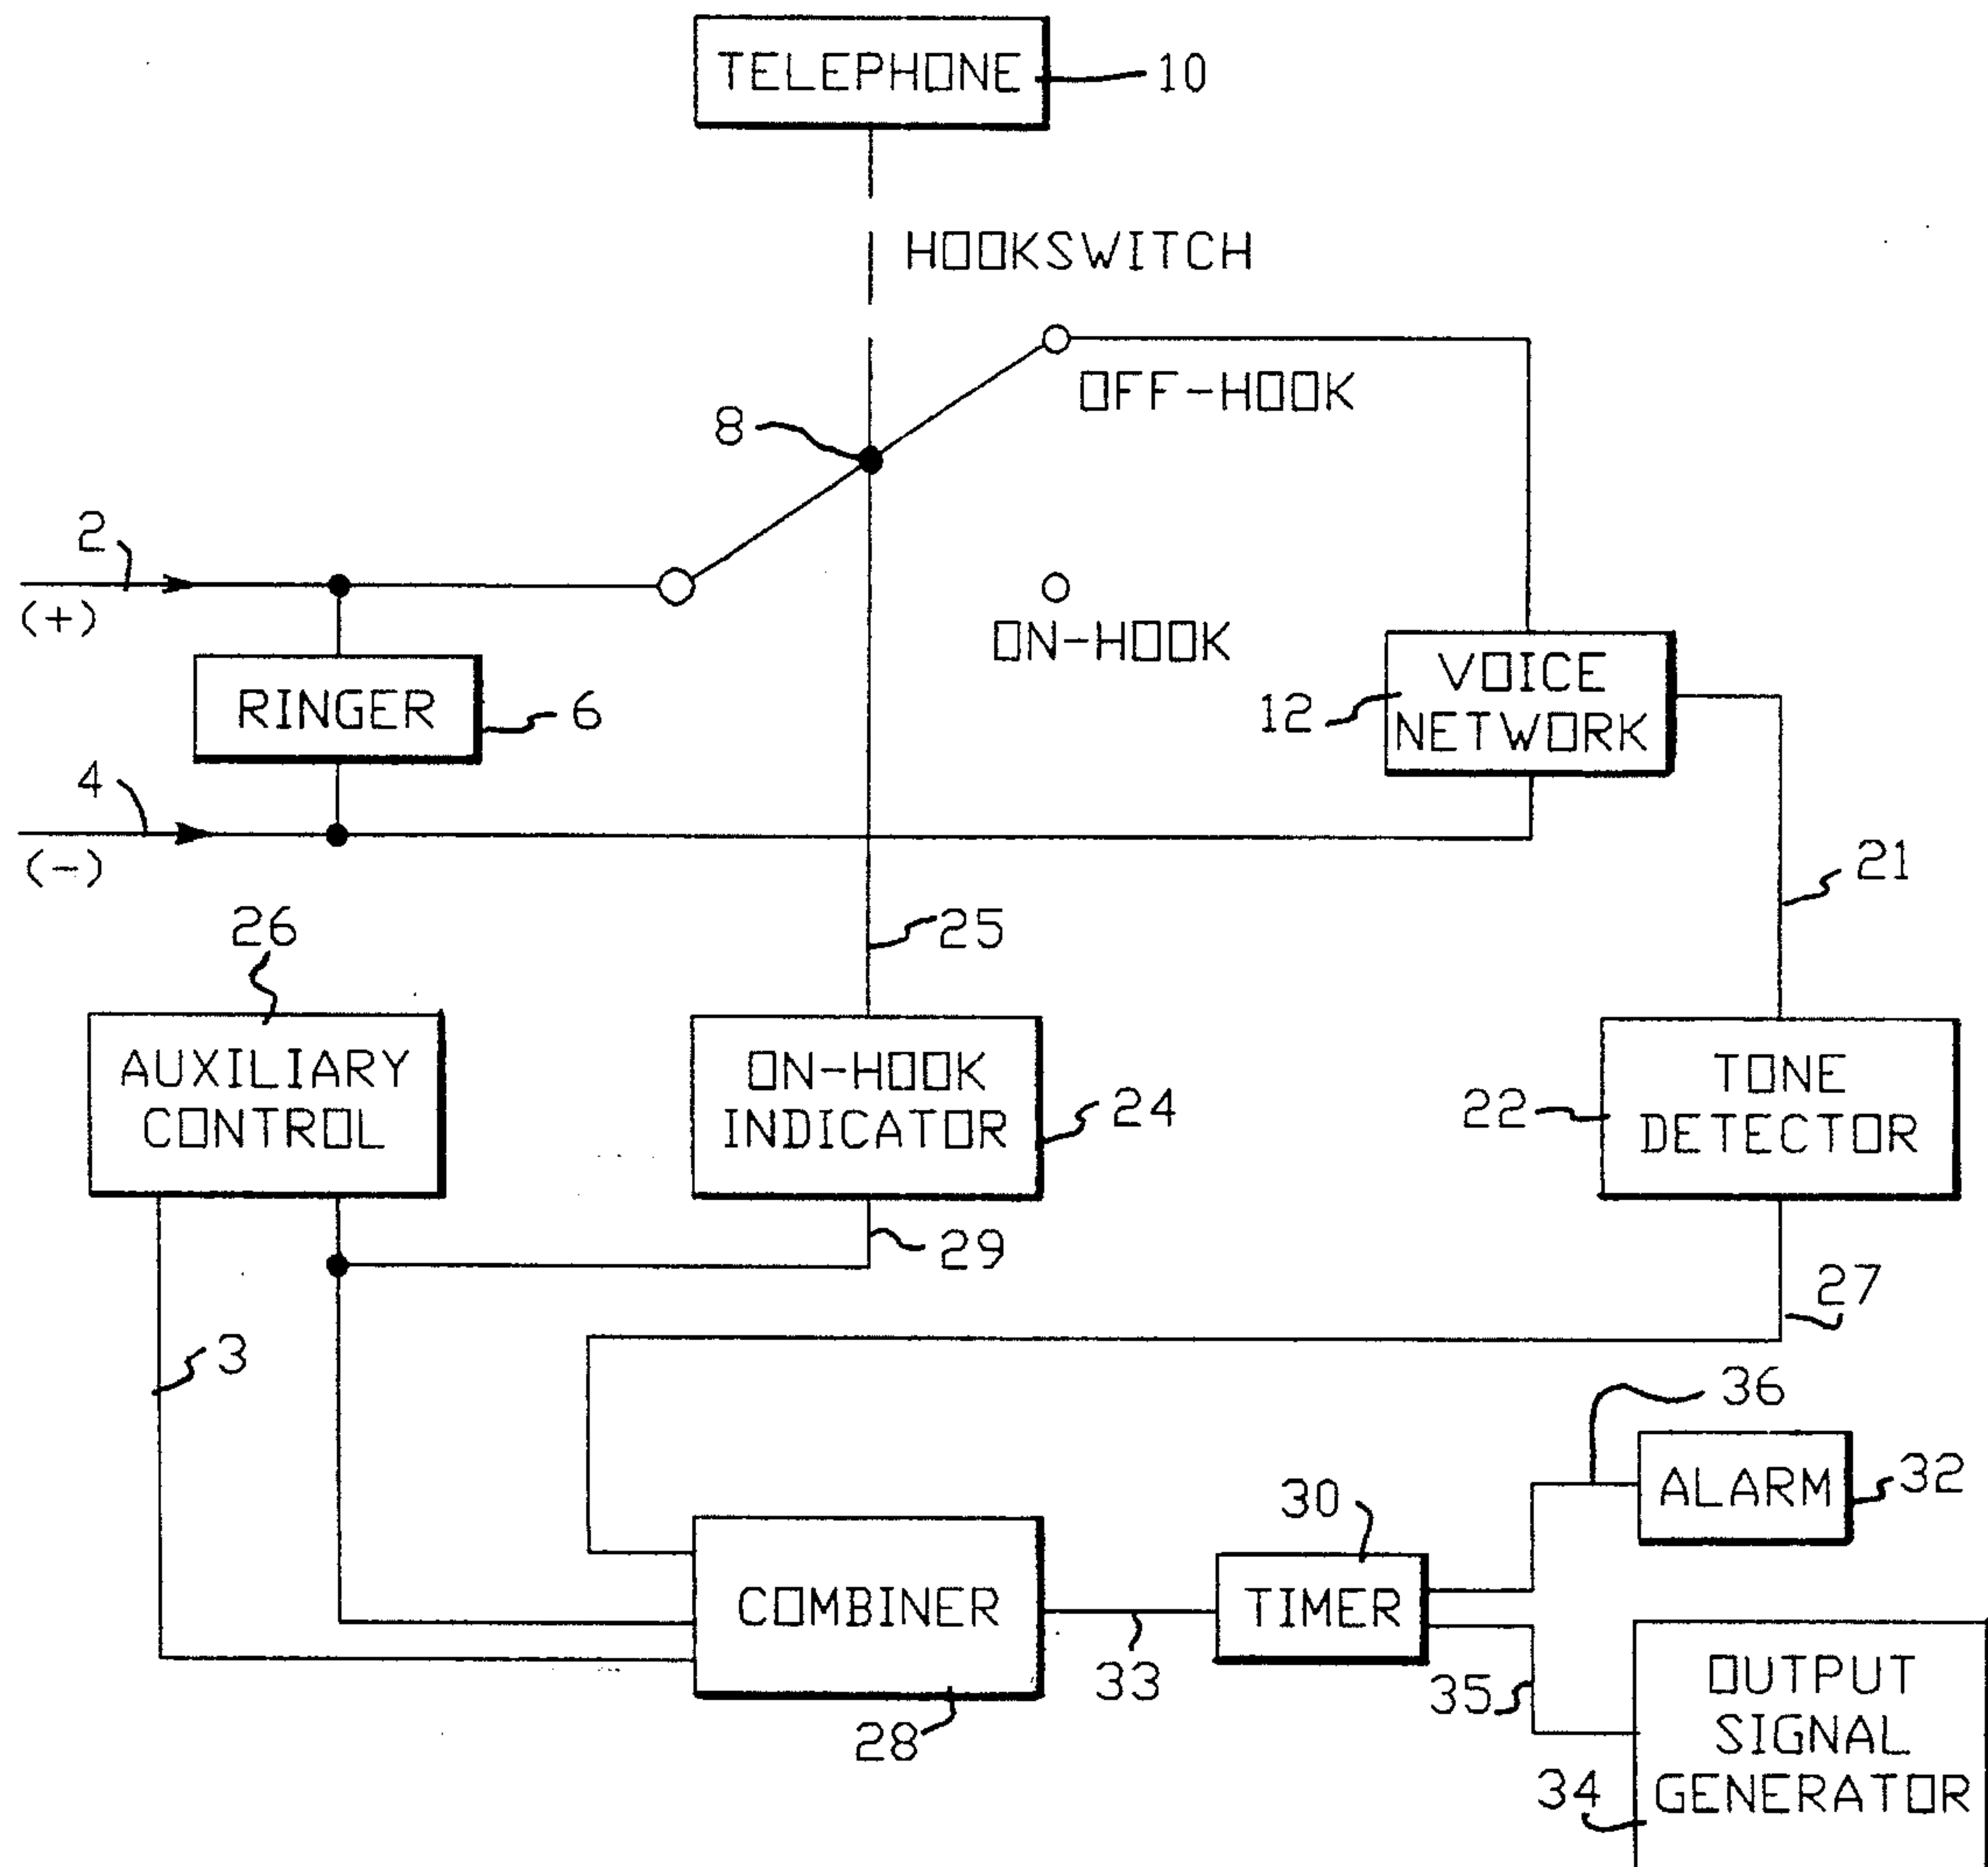 TELEPHONE
10
HOOKSWITCH
OFF-HOOK
8
2
(+)
ON-HOOK
RINGER
6
12
VOICE
NETWORK
4
(-)
21
26
25
AUXILIARY
CONTROL
ON-HOOK
INDICATOR
24
22
TONE
DETECTOR
29
27
3
36
ALARM
32
30
COMBINER
TIMER
33
28
35
OUTPUT
SIGNAL
GENERATOR
34